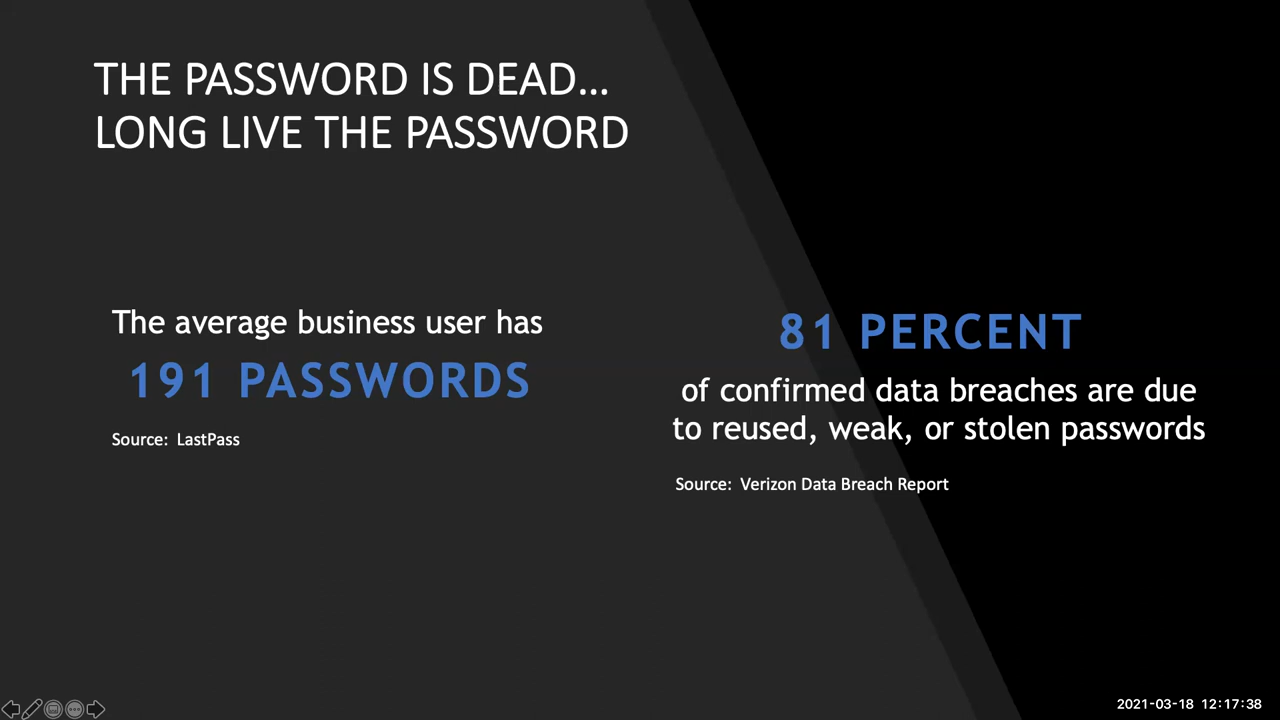 THE PASSWORD IS DEAD...
LONG LIVE THE PASSWORD
The average business user has
191 PASSWORDS
Source: LastPass
81 PERCENT
of confirmed data breaches are due
to reused, weak, or stolen passwords
Source: Verizon Data Breach Report
2021-03-18 12:17:38